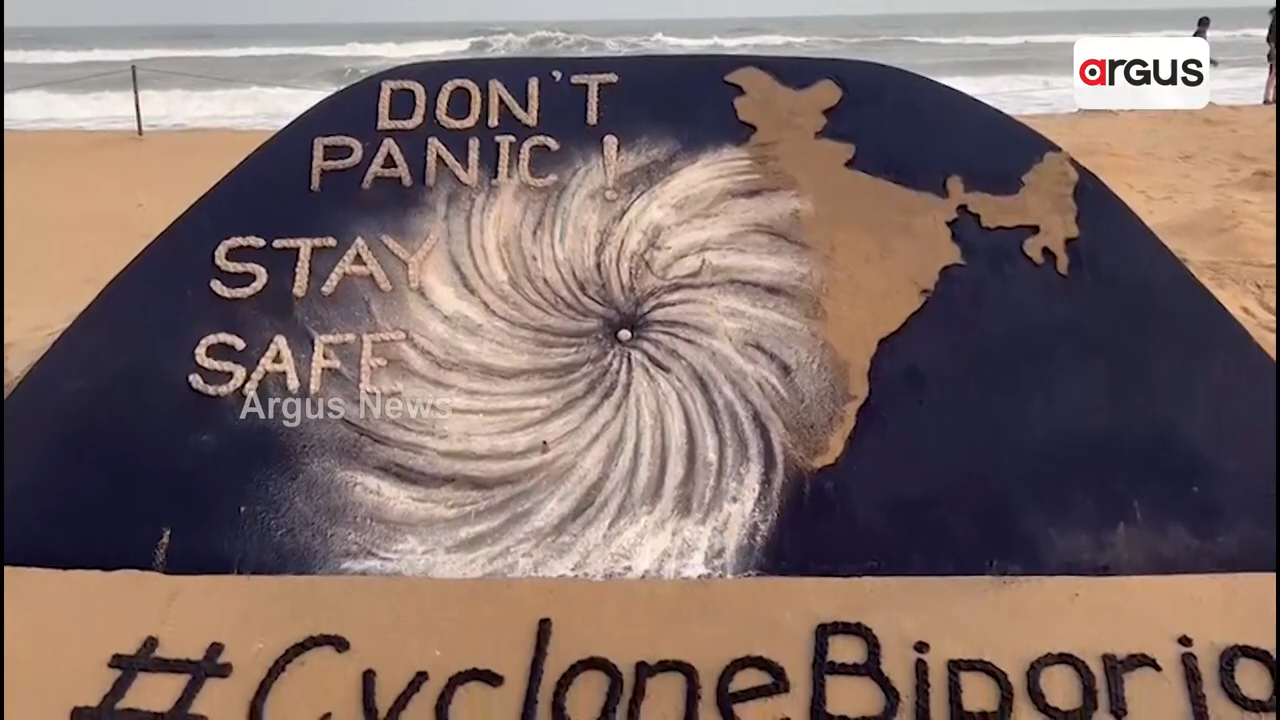 DON'T
PANIC!
STAY
SAFE
argus
Argus News
#CycloneBiporjo